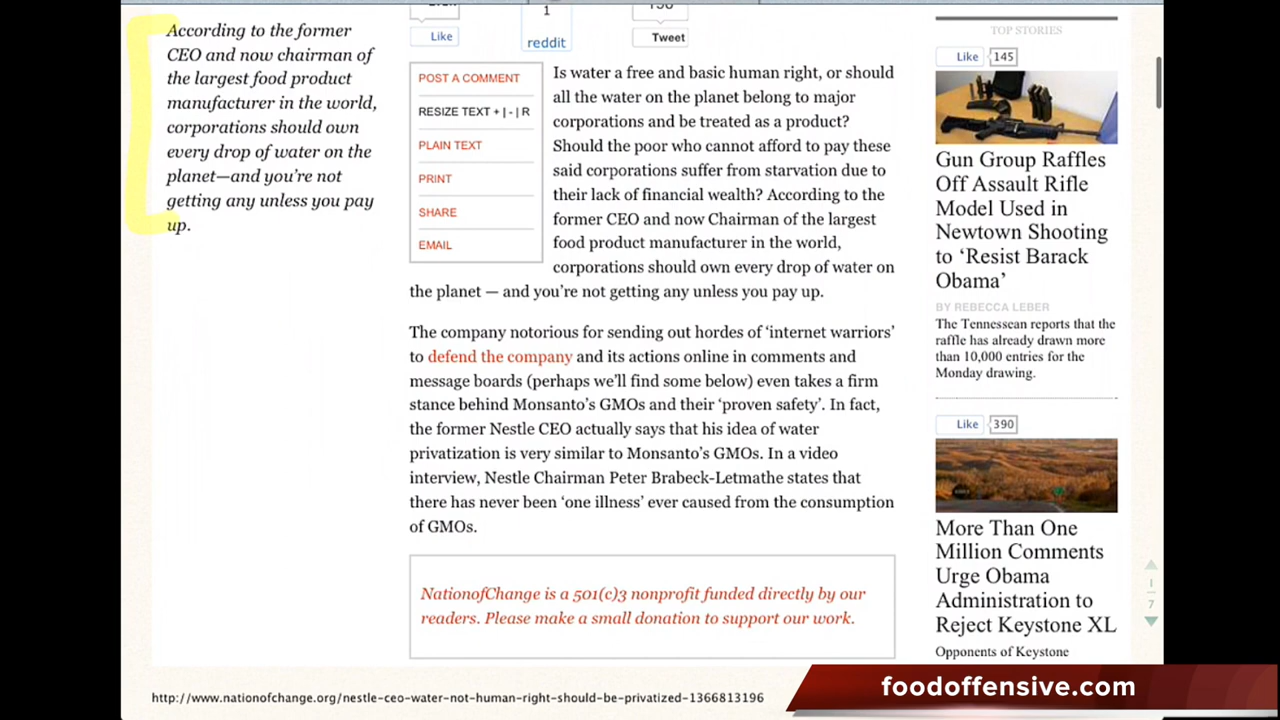 According to the former
CEO and now chairman of
the largest food product
manufacturer in the world,
corporations should own
every drop of water on the
planet—and you're not
getting any unless you pay
up.
Like
1
reddit
Tweet
POST A COMMENT
RESIZE TEXT + | - | R
PLAIN TEXT
PRINT
SHARE
EMAIL
Is water a free and basic human right, or should
all the water on the planet belong to major
corporations and be treated as a product?
Should the poor who cannot afford to pay these
said corporations suffer from starvation due to
their lack of financial wealth? According to the
former CEO and now Chairman of the largest
food product manufacturer in the world,
corporations should own every drop of water on
the planet — and you're not getting any unless you pay up.
The company notorious for sending out hordes of 'internet warriors'
to defend the company and its actions online in comments and
message boards (perhaps we'll find some below) even takes a firm
stance behind Monsanto's GMOs and their 'proven safety'. In fact,
the former Nestle CEO actually says that his idea of water
privatization is very similar to Monsanto's GMOs. In a video
interview, Nestle Chairman Peter Brabeck-Letmathe states that
there has never been 'one illness' ever caused from the consumption
of GMOs.
NationofChange is a 501(c)3 nonprofit funded directly by our
readers. Please make a small donation to support our work.
TOP STORIES
Like 145
Gun Group Raffles
Off Assault Rifle
Model Used in
Newtown Shooting
to 'Resist Barack
Obama'
BY REBECCA LEBER
The Tennessean reports that the
raffle has already drawn more
than 10,000 entries for the
Monday drawing.
Like 390
More Than One
Million Comments
Urge Obama
Administration to
Reject Keystone XL
Opponents of Keystone
1
7
http://www.nationofchange.org/nestle-ceo-water-not-human-right-should-be-privatized-1366813196
foodoffensive.com